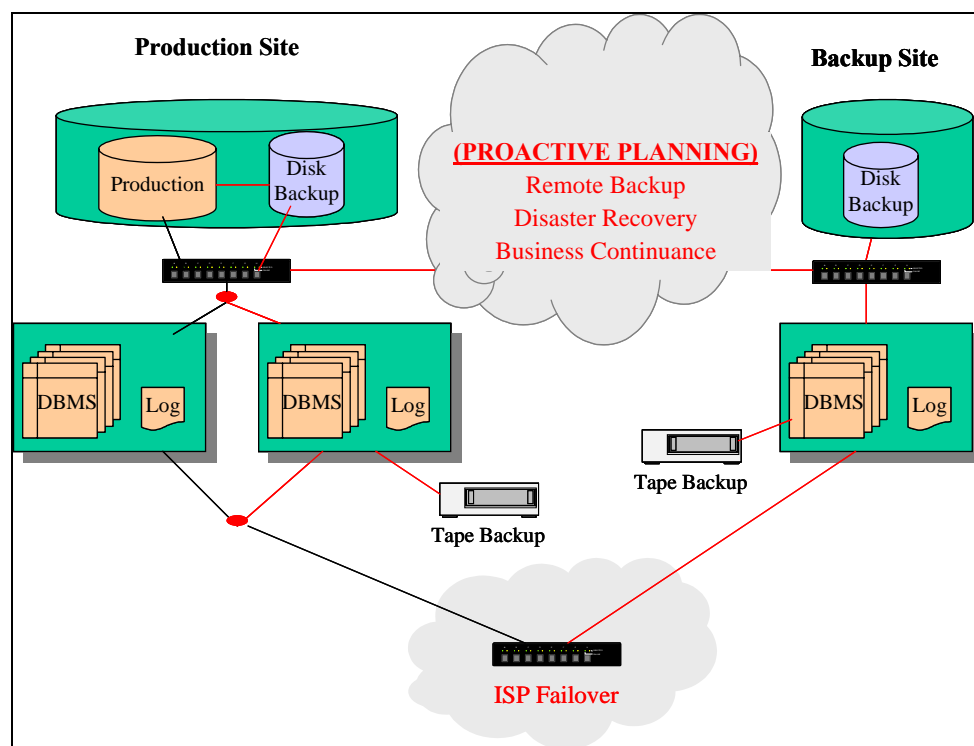 Production Site
Backup Site
(PROACTIVE PLANNING)
Remote Backup
Disaster Recovery
Business Continuance
Production
Disk
Backup
Disk
Backup
DBMS
Log
DBMS
Log
DBMS
Log
Tape Backup
Tape Backup
ISP Failover